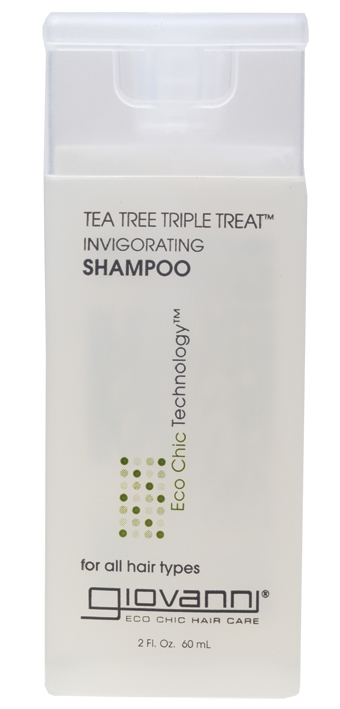 TEA TREE TRIPLE TREAT™
INVIGORATING
SHAMPOO
Eco Chic Technology™
for all hair types
giovanni®
ECO CHIC HAIR CARE
2 Fl. Oz. 60 mL